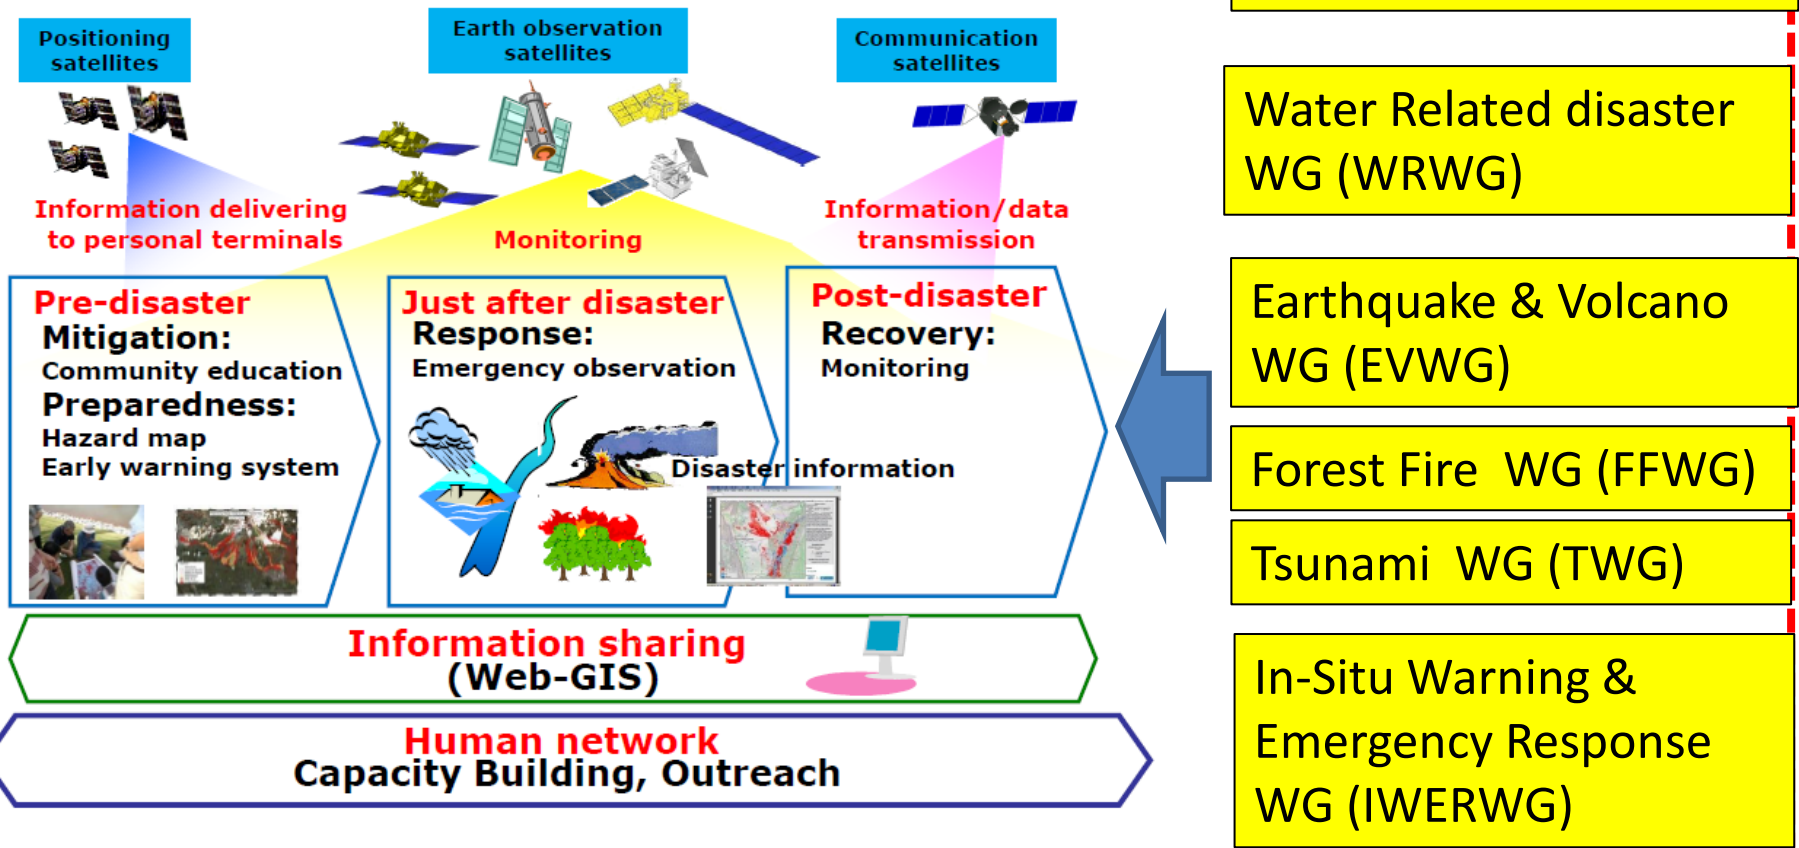 Positioning
satellites
Earth observation
satellites
Communication
satellites
Information delivering
to personal terminals
Monitoring
Information/data
transmission
Pre-disaster
Mitigation:
Community education
Preparedness:
Hazard map
Early warning system
Just after disaster
Response:
Emergency observation
Disaster information
Post-disaster
Recovery:
Monitoring
Information sharing
(Web-GIS)
Human network
Capacity Building, Outreach
Water Related disaster
WG (WRWG)
Earthquake & Volcano
WG (EVWG)
Forest Fire  WG (FFWG)
Tsunami  WG (TWG)
In-Situ Warning &
Emergency Response
WG (IWERWG)